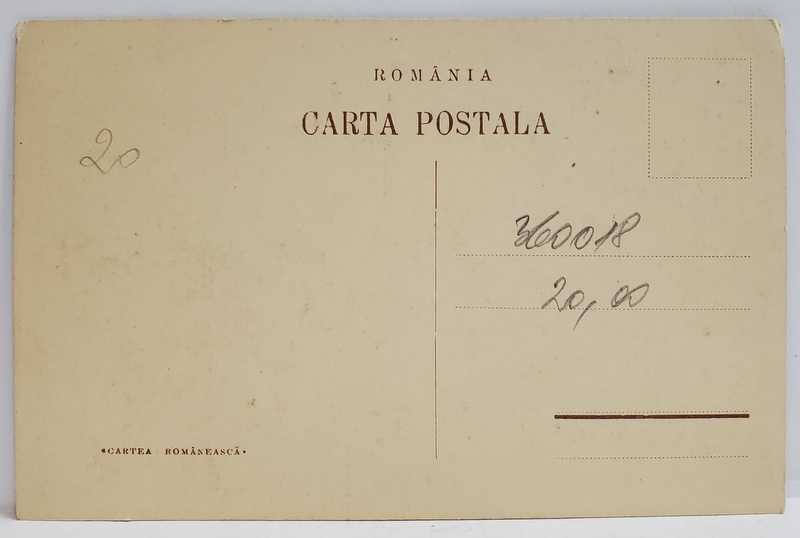 ROMÂNIA
CARTA POSTALA
20
360018
20,00
«CARTEA ROMÂNEASCĂ•